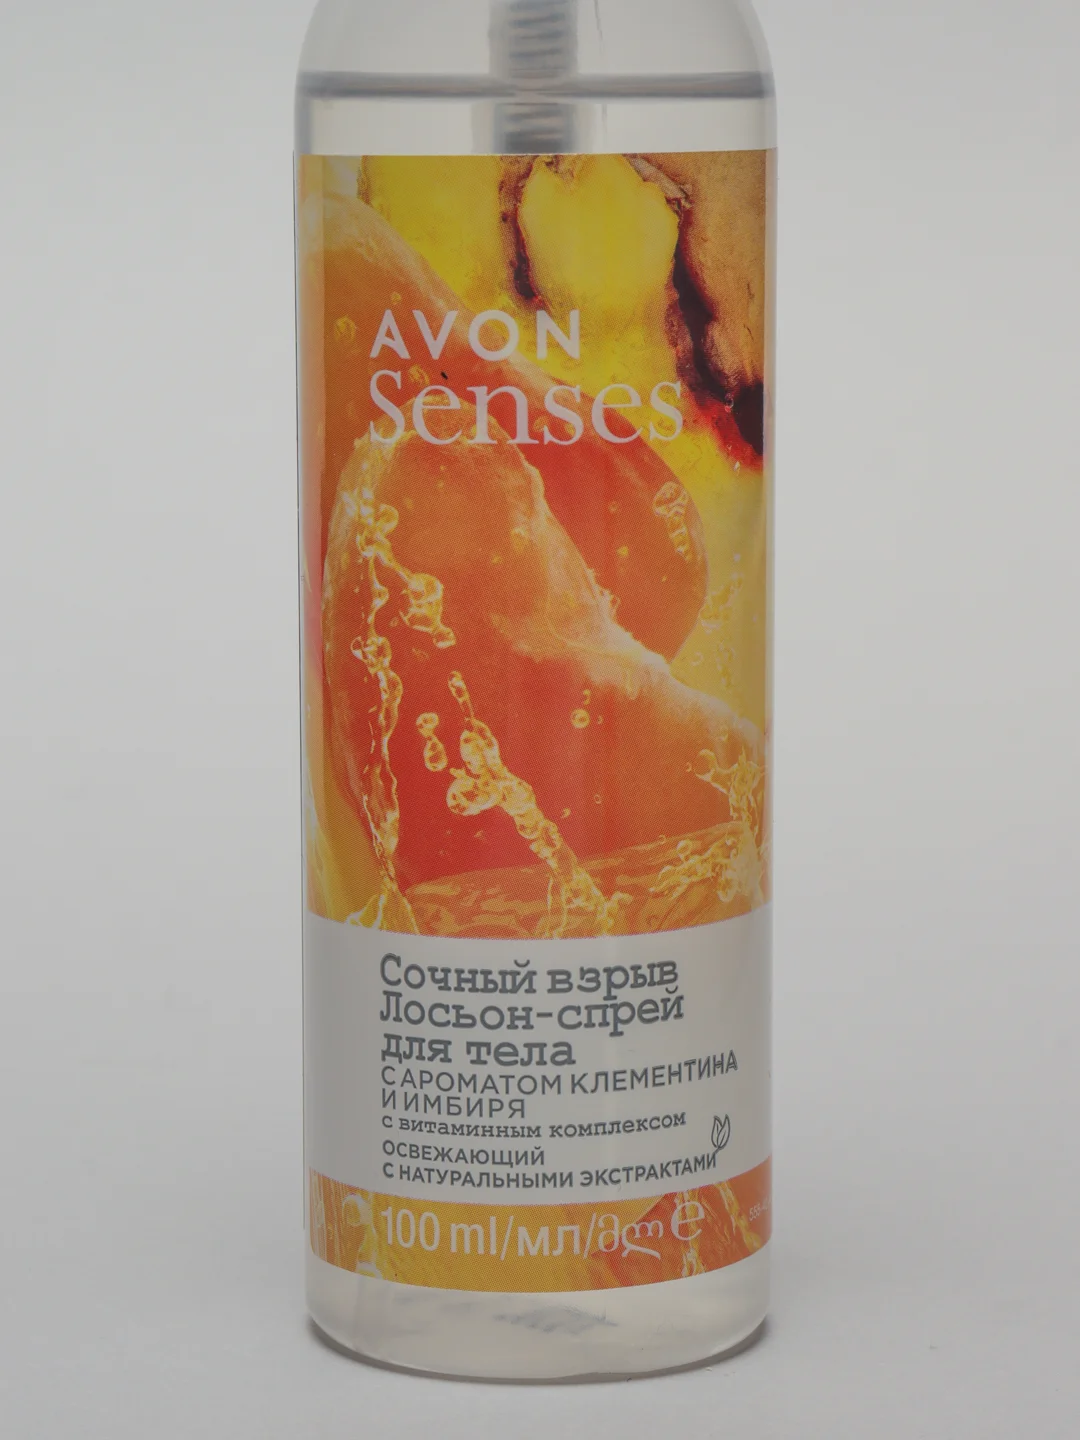 AVON
Senses
Сочный взрыв
Лосьон-спрей
для тела
С АРОМАТОМ КЛЕМЕНТИНА
И ИМБИРЯ
с витаминным комплексом
ОСВЕЖАЮЩИЙ
С НАТУРАЛЬНЫМИ ЭКСТРАКТАМИ
100 ml/мл/მლ ℮